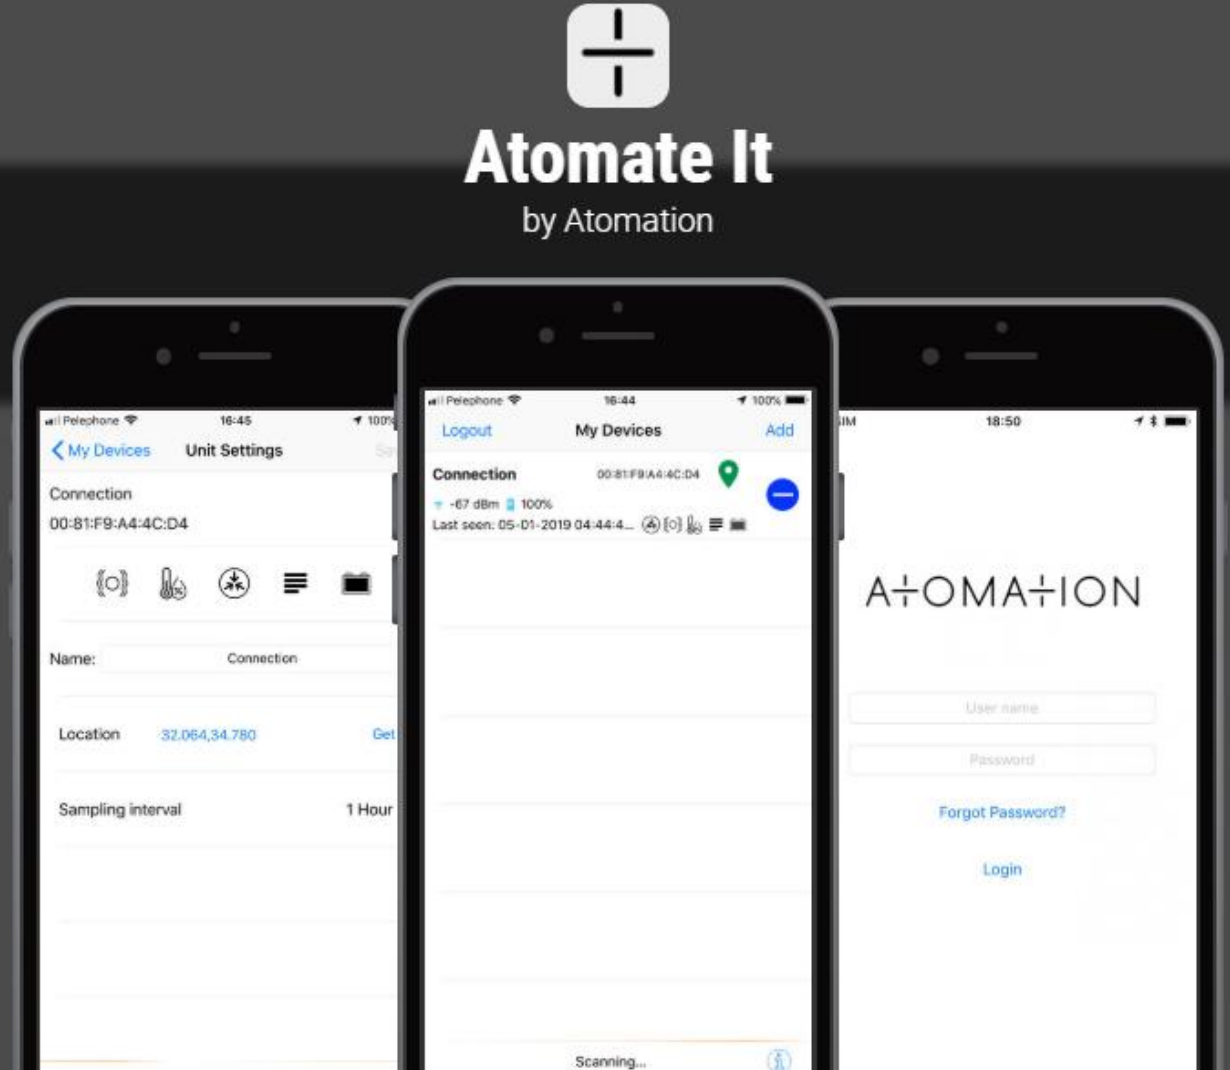 Atomate It
by Atomation
Pelephone 16:45 100%
My Devices Unit Settings
Connection
00:81:F9:A4:4C:D4
Name: Connection
Location 32.064,34.780 Get
Sampling interval 1 Hour
Pelephone 16:44 100%
Logout My Devices Add
Connection 00:81:F9:A4:4C:D4
-67 dBm 100%
Last seen: 05-01-2019 04:44:4...
Scanning...
18:50
ATOMATION
User name
Password
Forgot Password?
Login